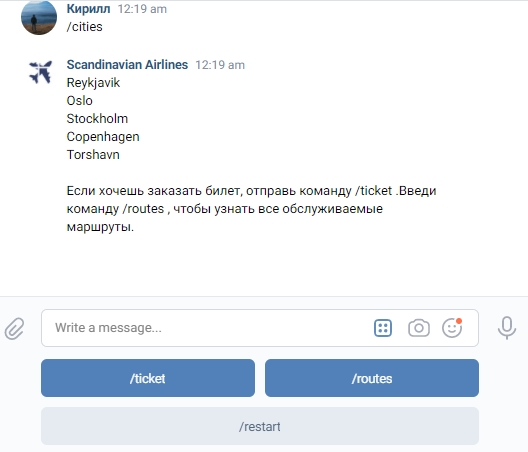 Кирилл 12:19 am
/cities
Scandinavian Airlines 12:19 am
Reykjavik
Oslo
Stockholm
Copenhagen
Torshavn
Если хочешь заказать билет, отправь команду /ticket .Введи
команду /routes , чтобы узнать все обслуживаемые
маршруты.
Write a message...
/ticket
/routes
/restart